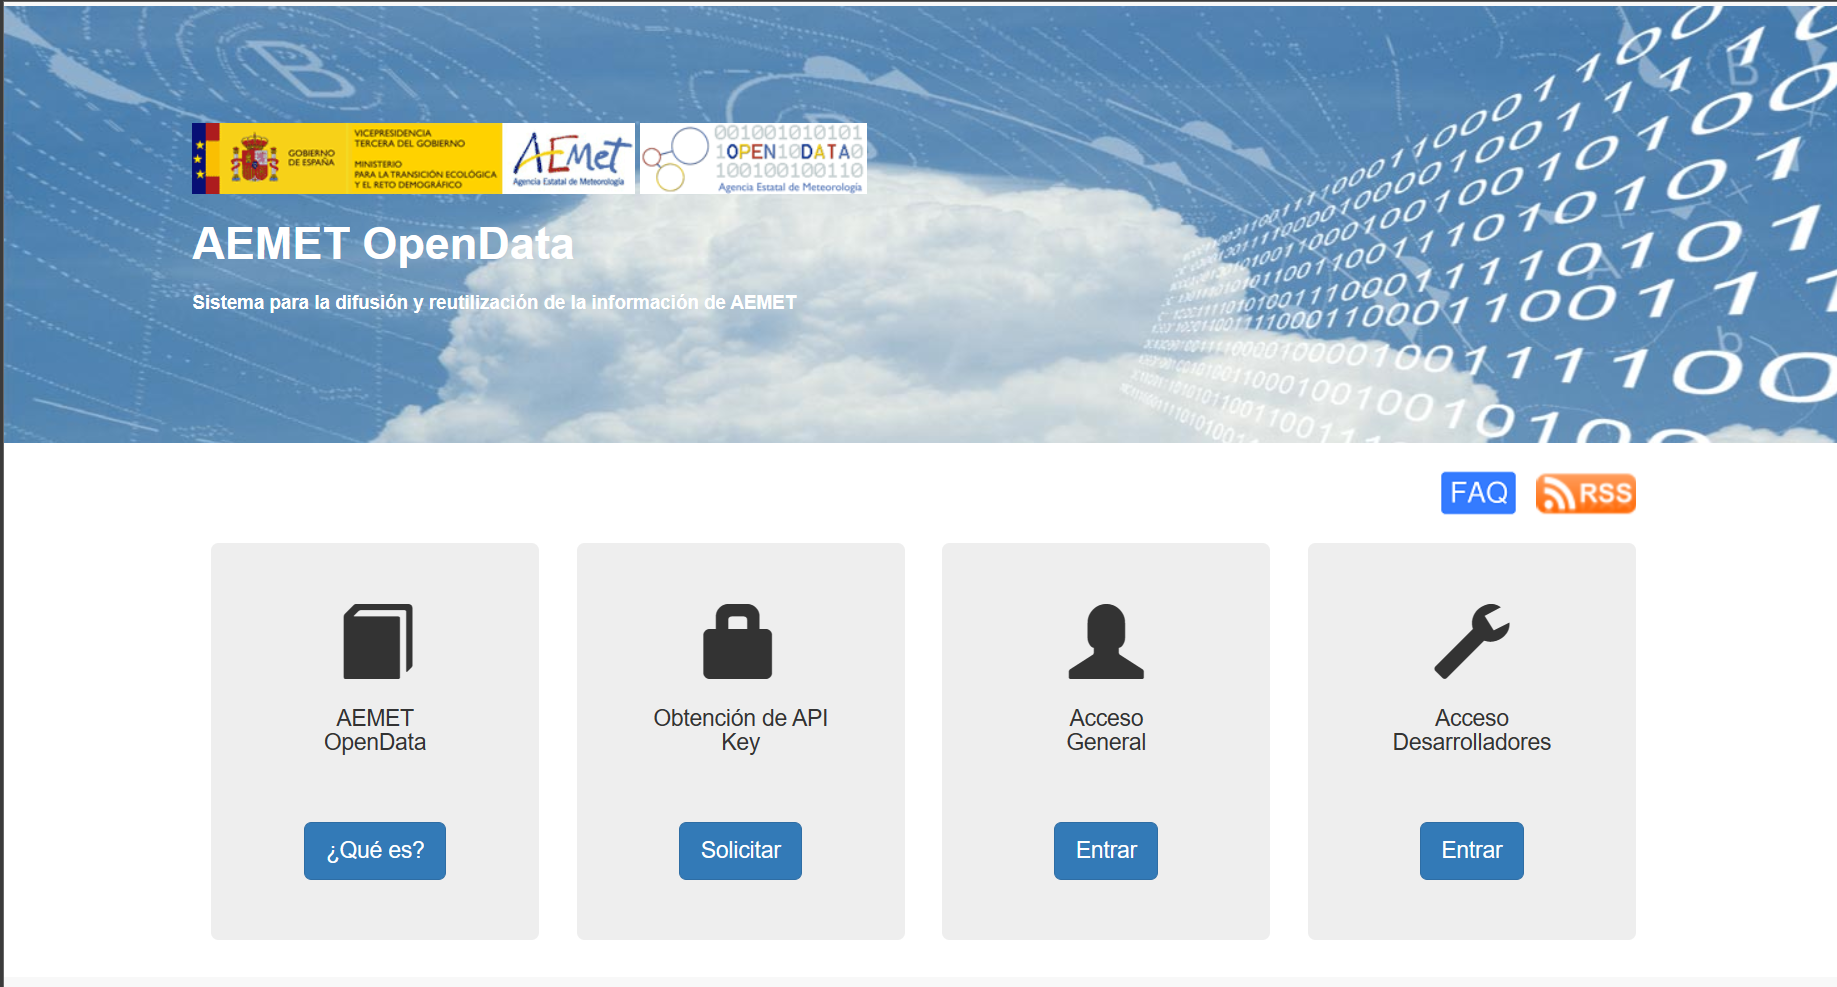 GOBIERNO
DE ESPAÑA
VICEPRESIDENCIA
TERCERA DEL GOBIERNO
MINISTERIO
PARA LA TRANSICIÓN ECOLÓGICA
Y EL RETO DEMOGRÁFICO
AEMet
Agencia Estatal de Meteorología
001001010101
1OPEN10DATA0
100100100110
Agencia Estatal de Meteorología
AEMET OpenData
Sistema para la difusión y reutilización de la información de AEMET
FAQ
RSS
AEMET
OpenData
¿Qué es?
Obtención de API
Key
Solicitar
Acceso
General
Entrar
Acceso
Desarrolladores
Entrar